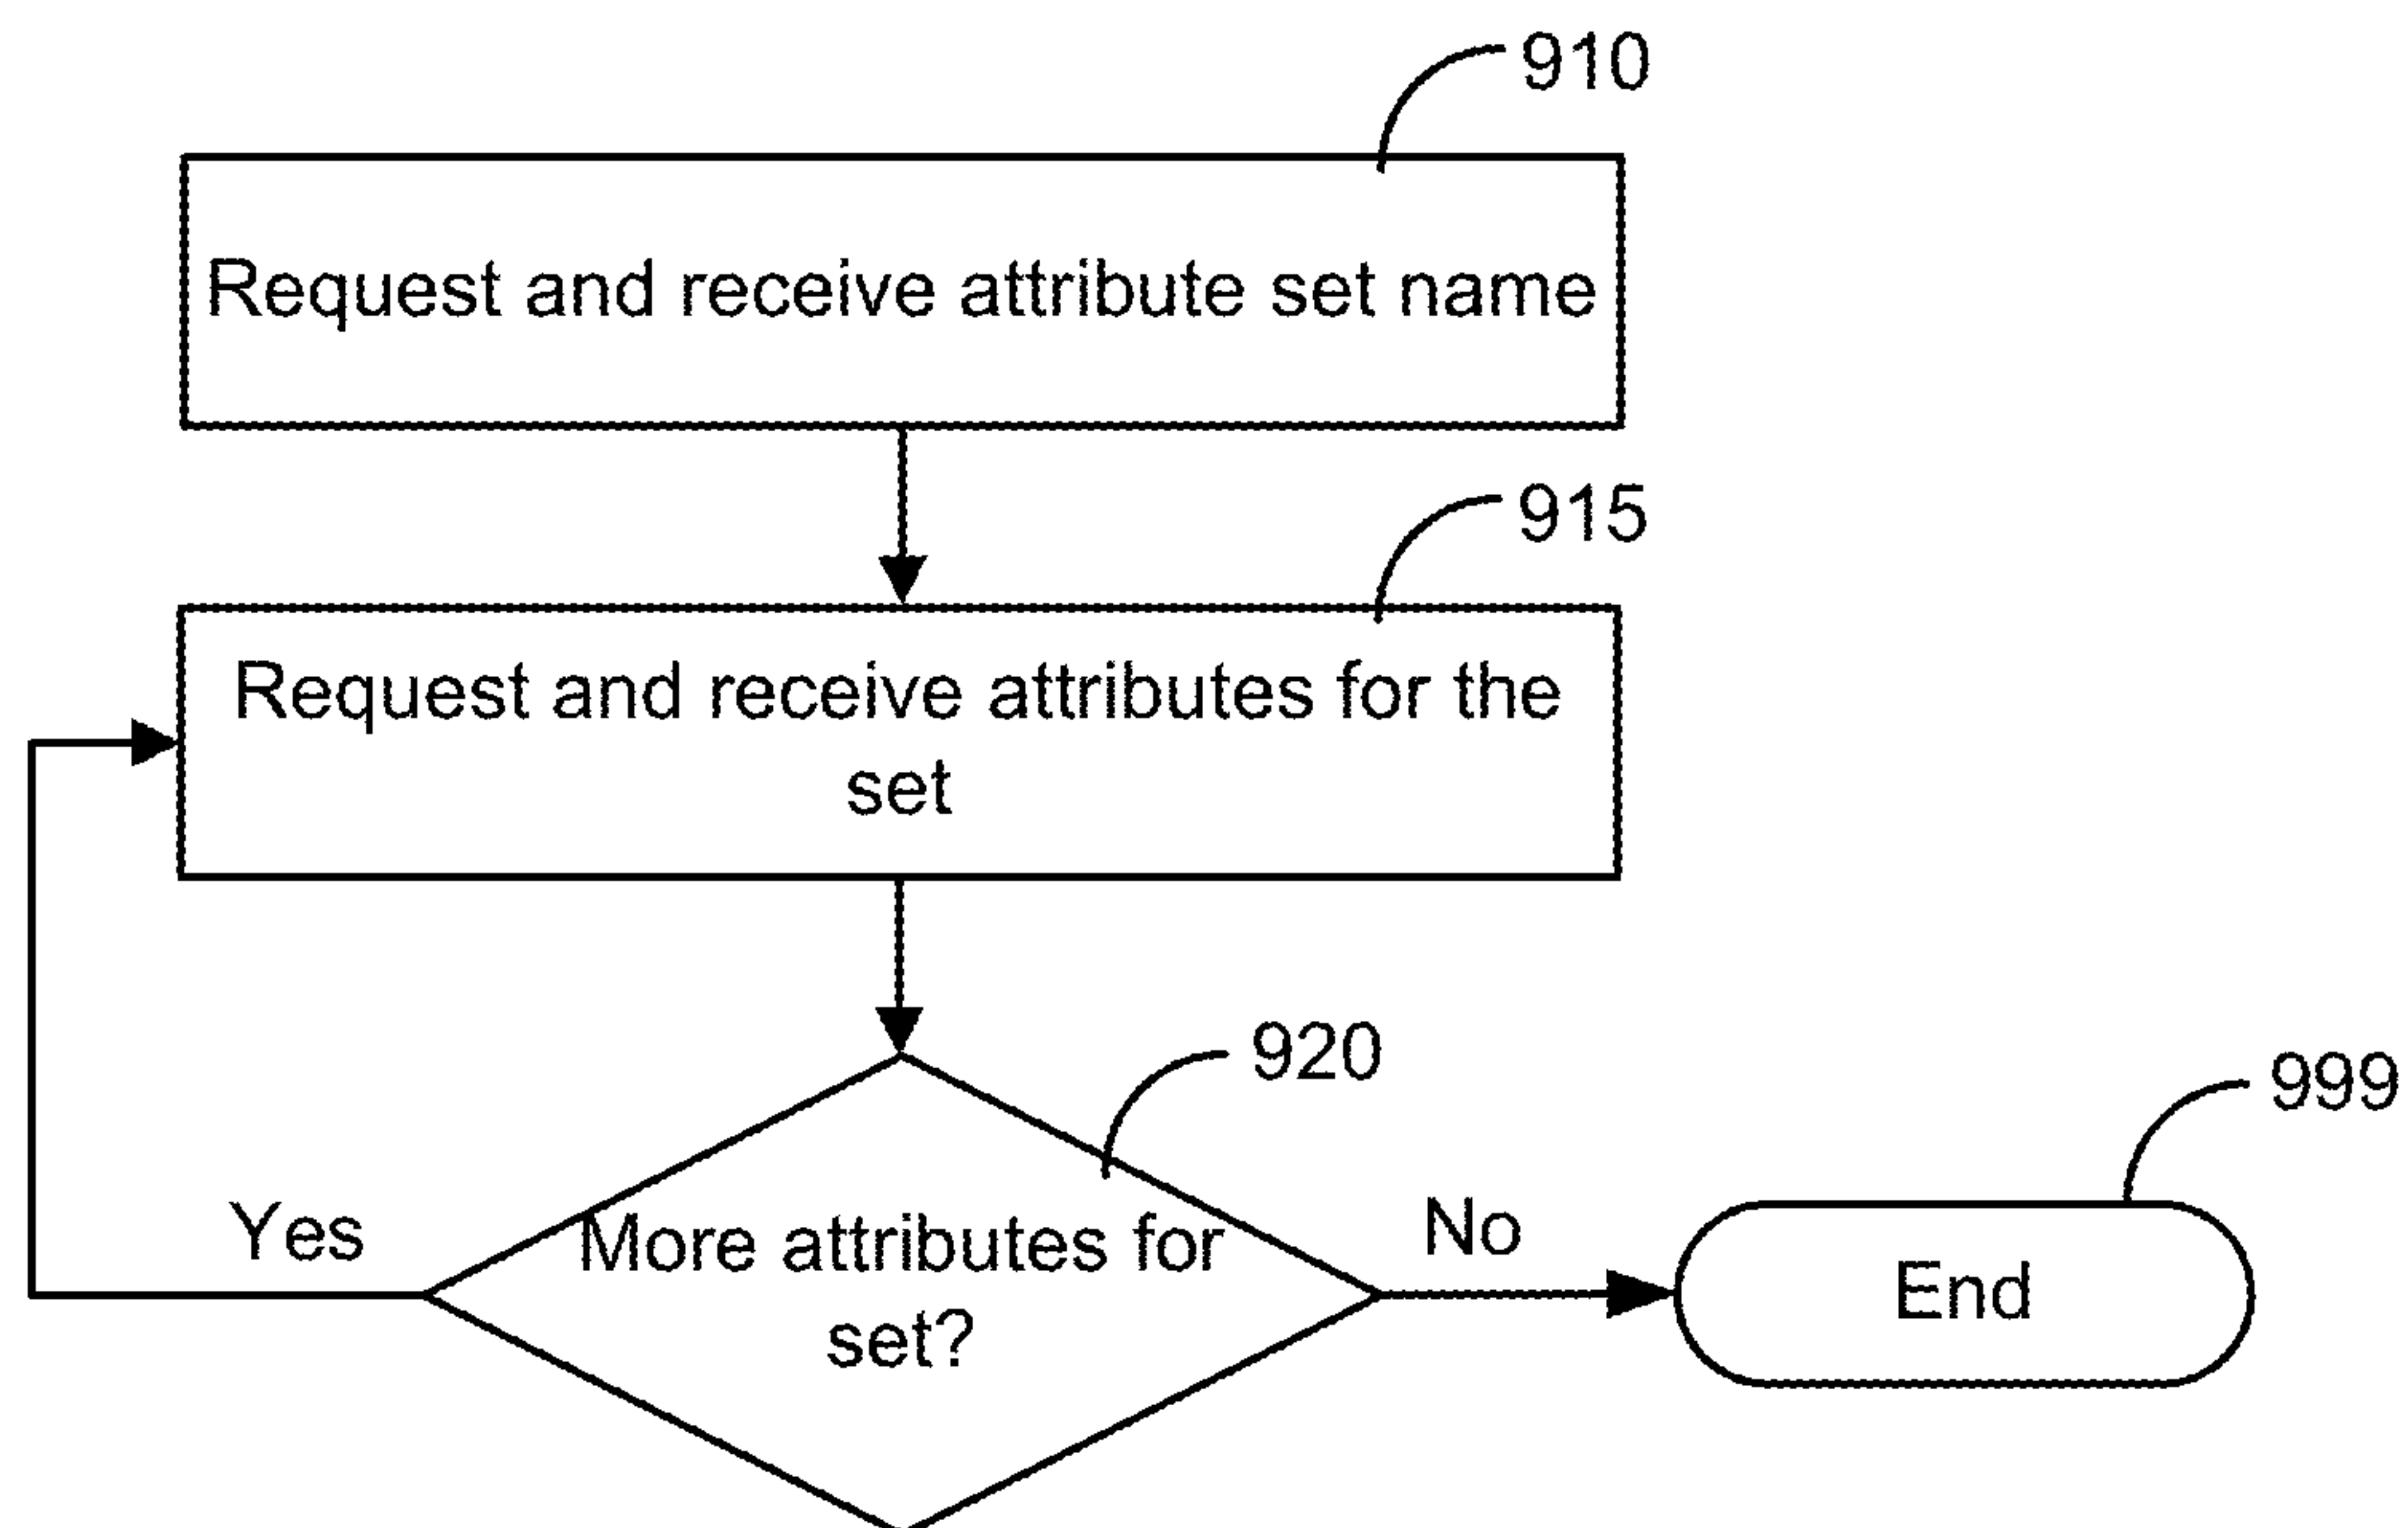 910
Request and receive attribute set name
915
Request and receive attributes for the
set
920
999
Yes
More attributes for
set?
No
End